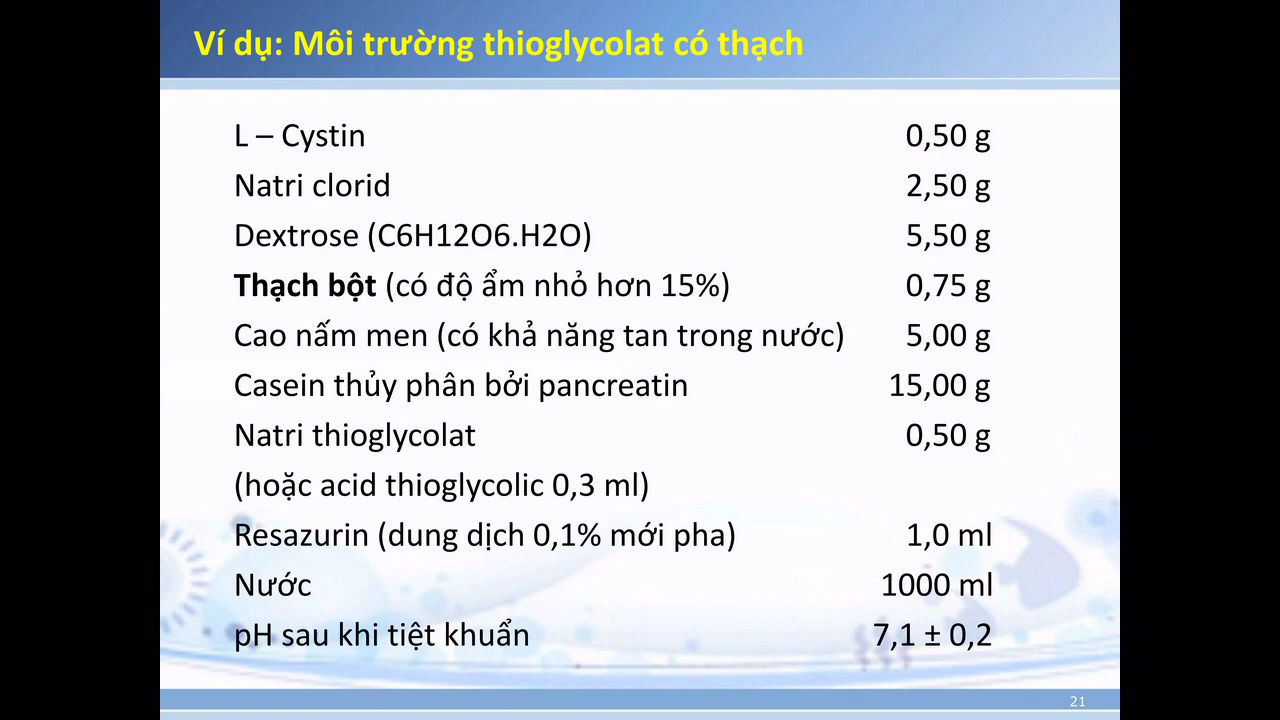 Ví dụ: Môi trường thioglycolat có thạch
L – Cystin 0,50 g
Natri clorid 2,50 g
Dextrose (C6H12O6.H2O) 5,50 g
Thạch bột (có độ ẩm nhỏ hơn 15%) 0,75 g
Cao nấm men (có khả năng tan trong nước) 5,00 g
Casein thủy phân bởi pancreatin 15,00 g
Natri thioglycolat 0,50 g
(hoặc acid thioglycolic 0,3 ml)
Resazurin (dung dịch 0,1% mới pha) 1,0 ml
Nước 1000 ml
pH sau khi tiệt khuẩn 7,1 ± 0,2
21